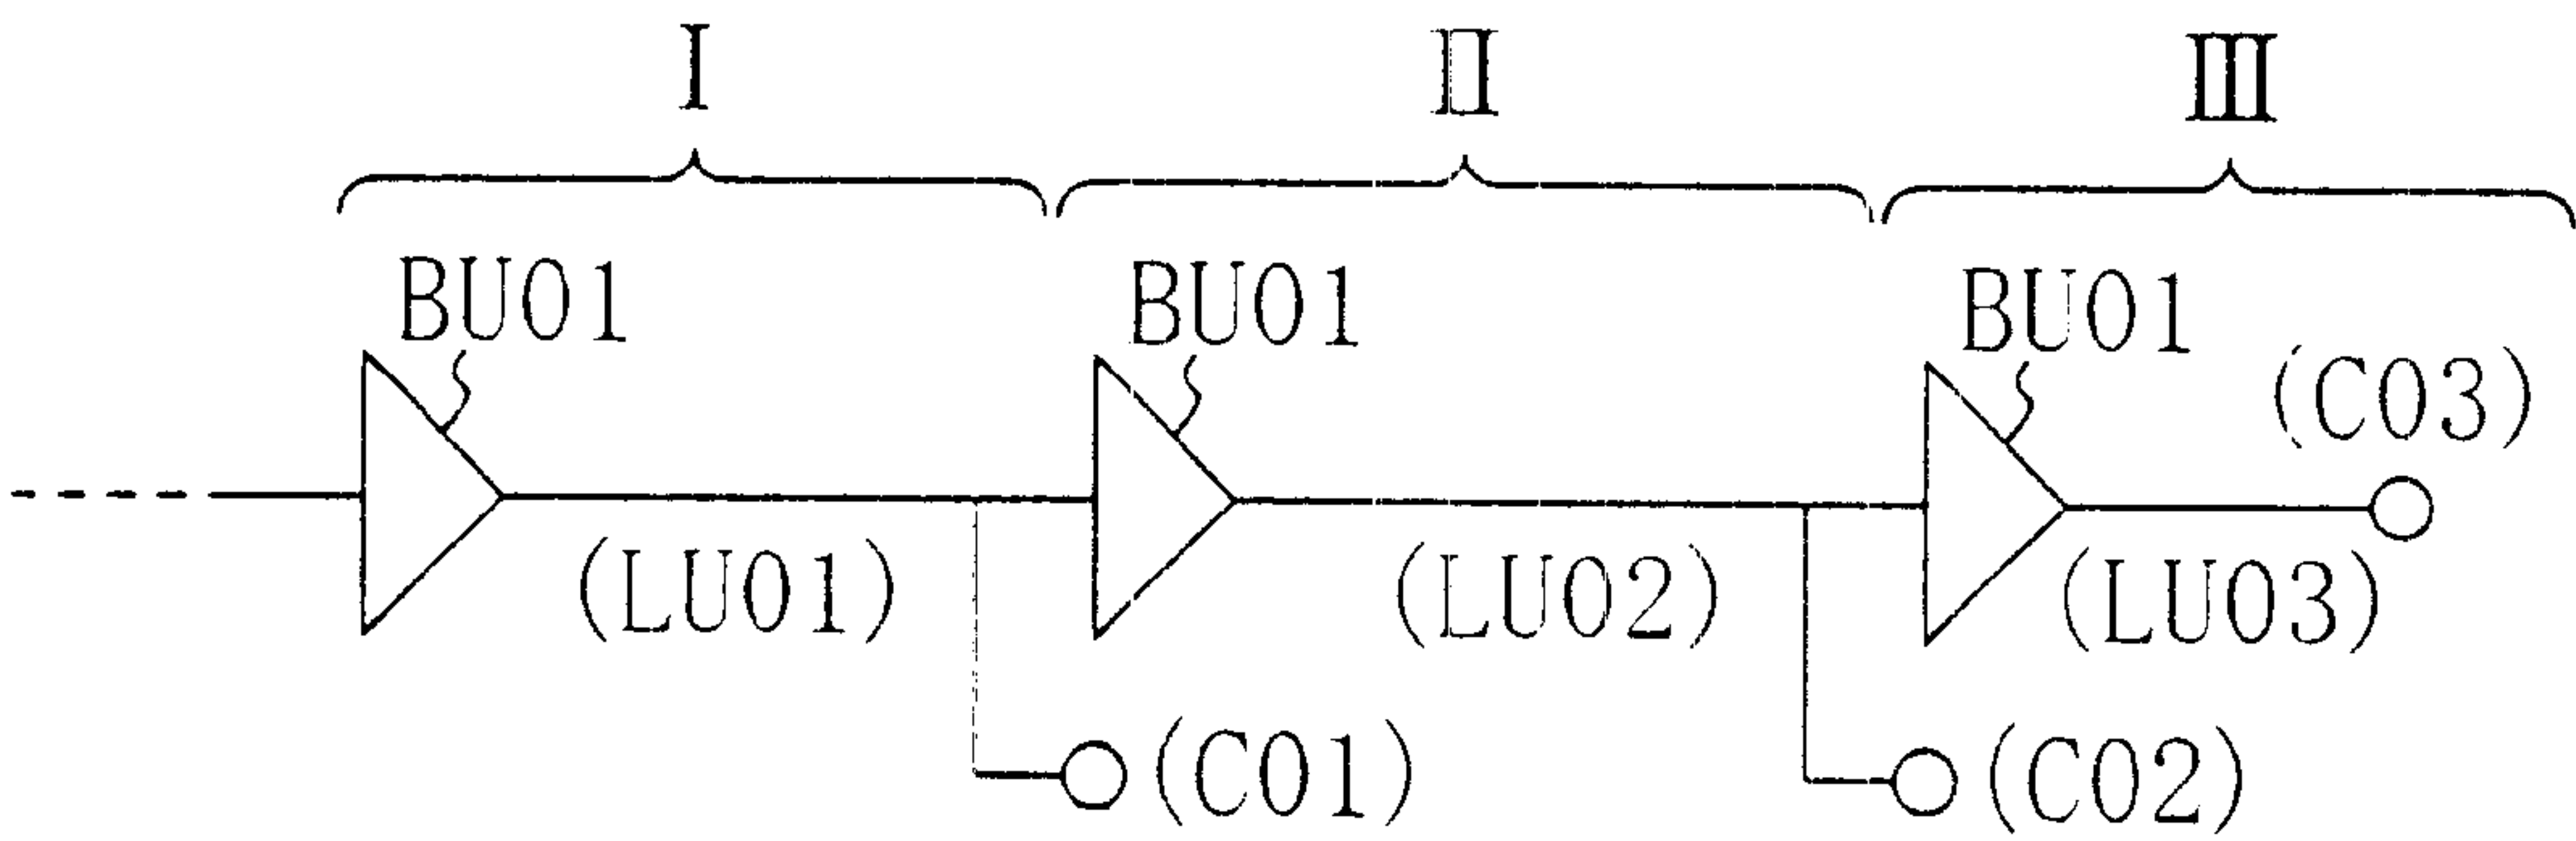 I II III
BU01 BU01 BU01
(C03)
(LU01) (LU02) (LU03)
(C01) (C02)